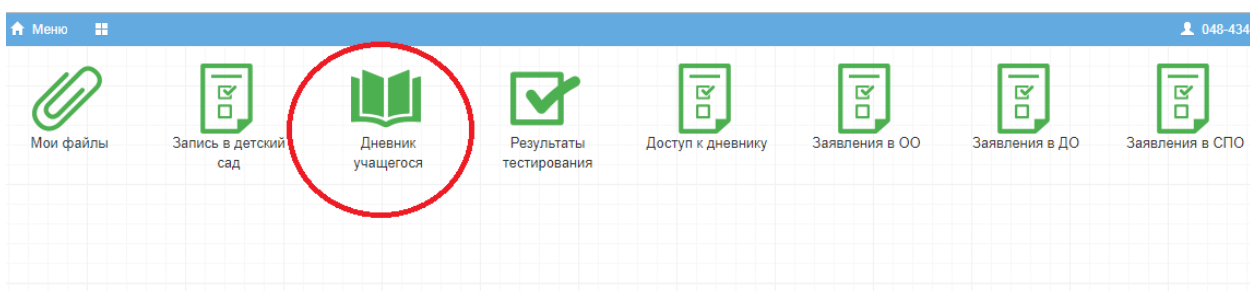 Меню
048-434
Мои файлы
Запись в детский
сад
Дневник
учащегося
Результаты
тестирования
Доступ к дневнику
Заявления в ОО
Заявления в ДО
Заявления в СПО